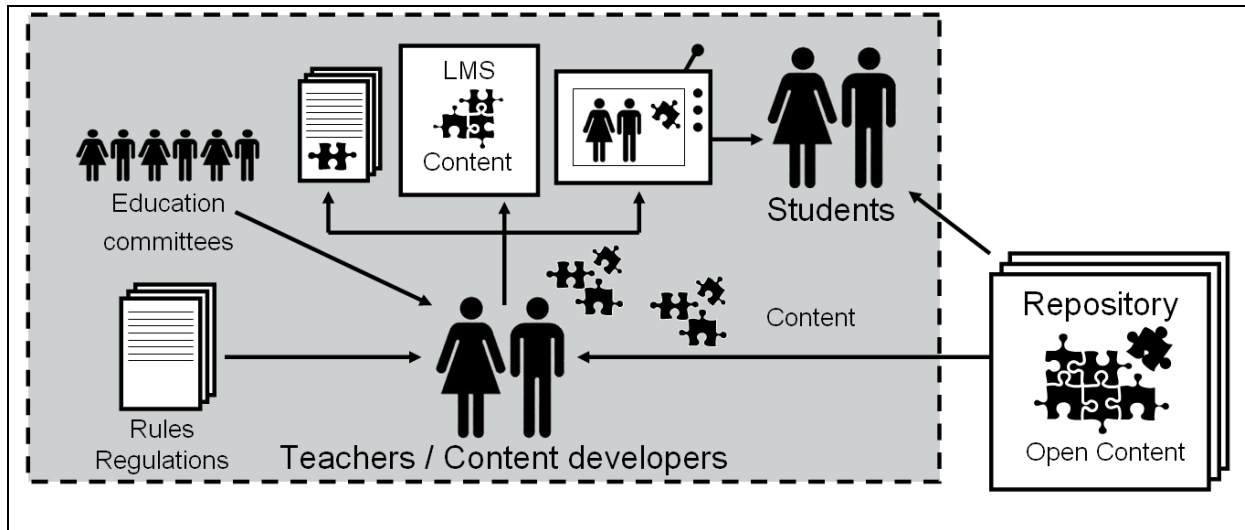 LMS
Content
Education
committees
Students
Rules
Regulations
Teachers / Content developers
Content
Repository
Open Content